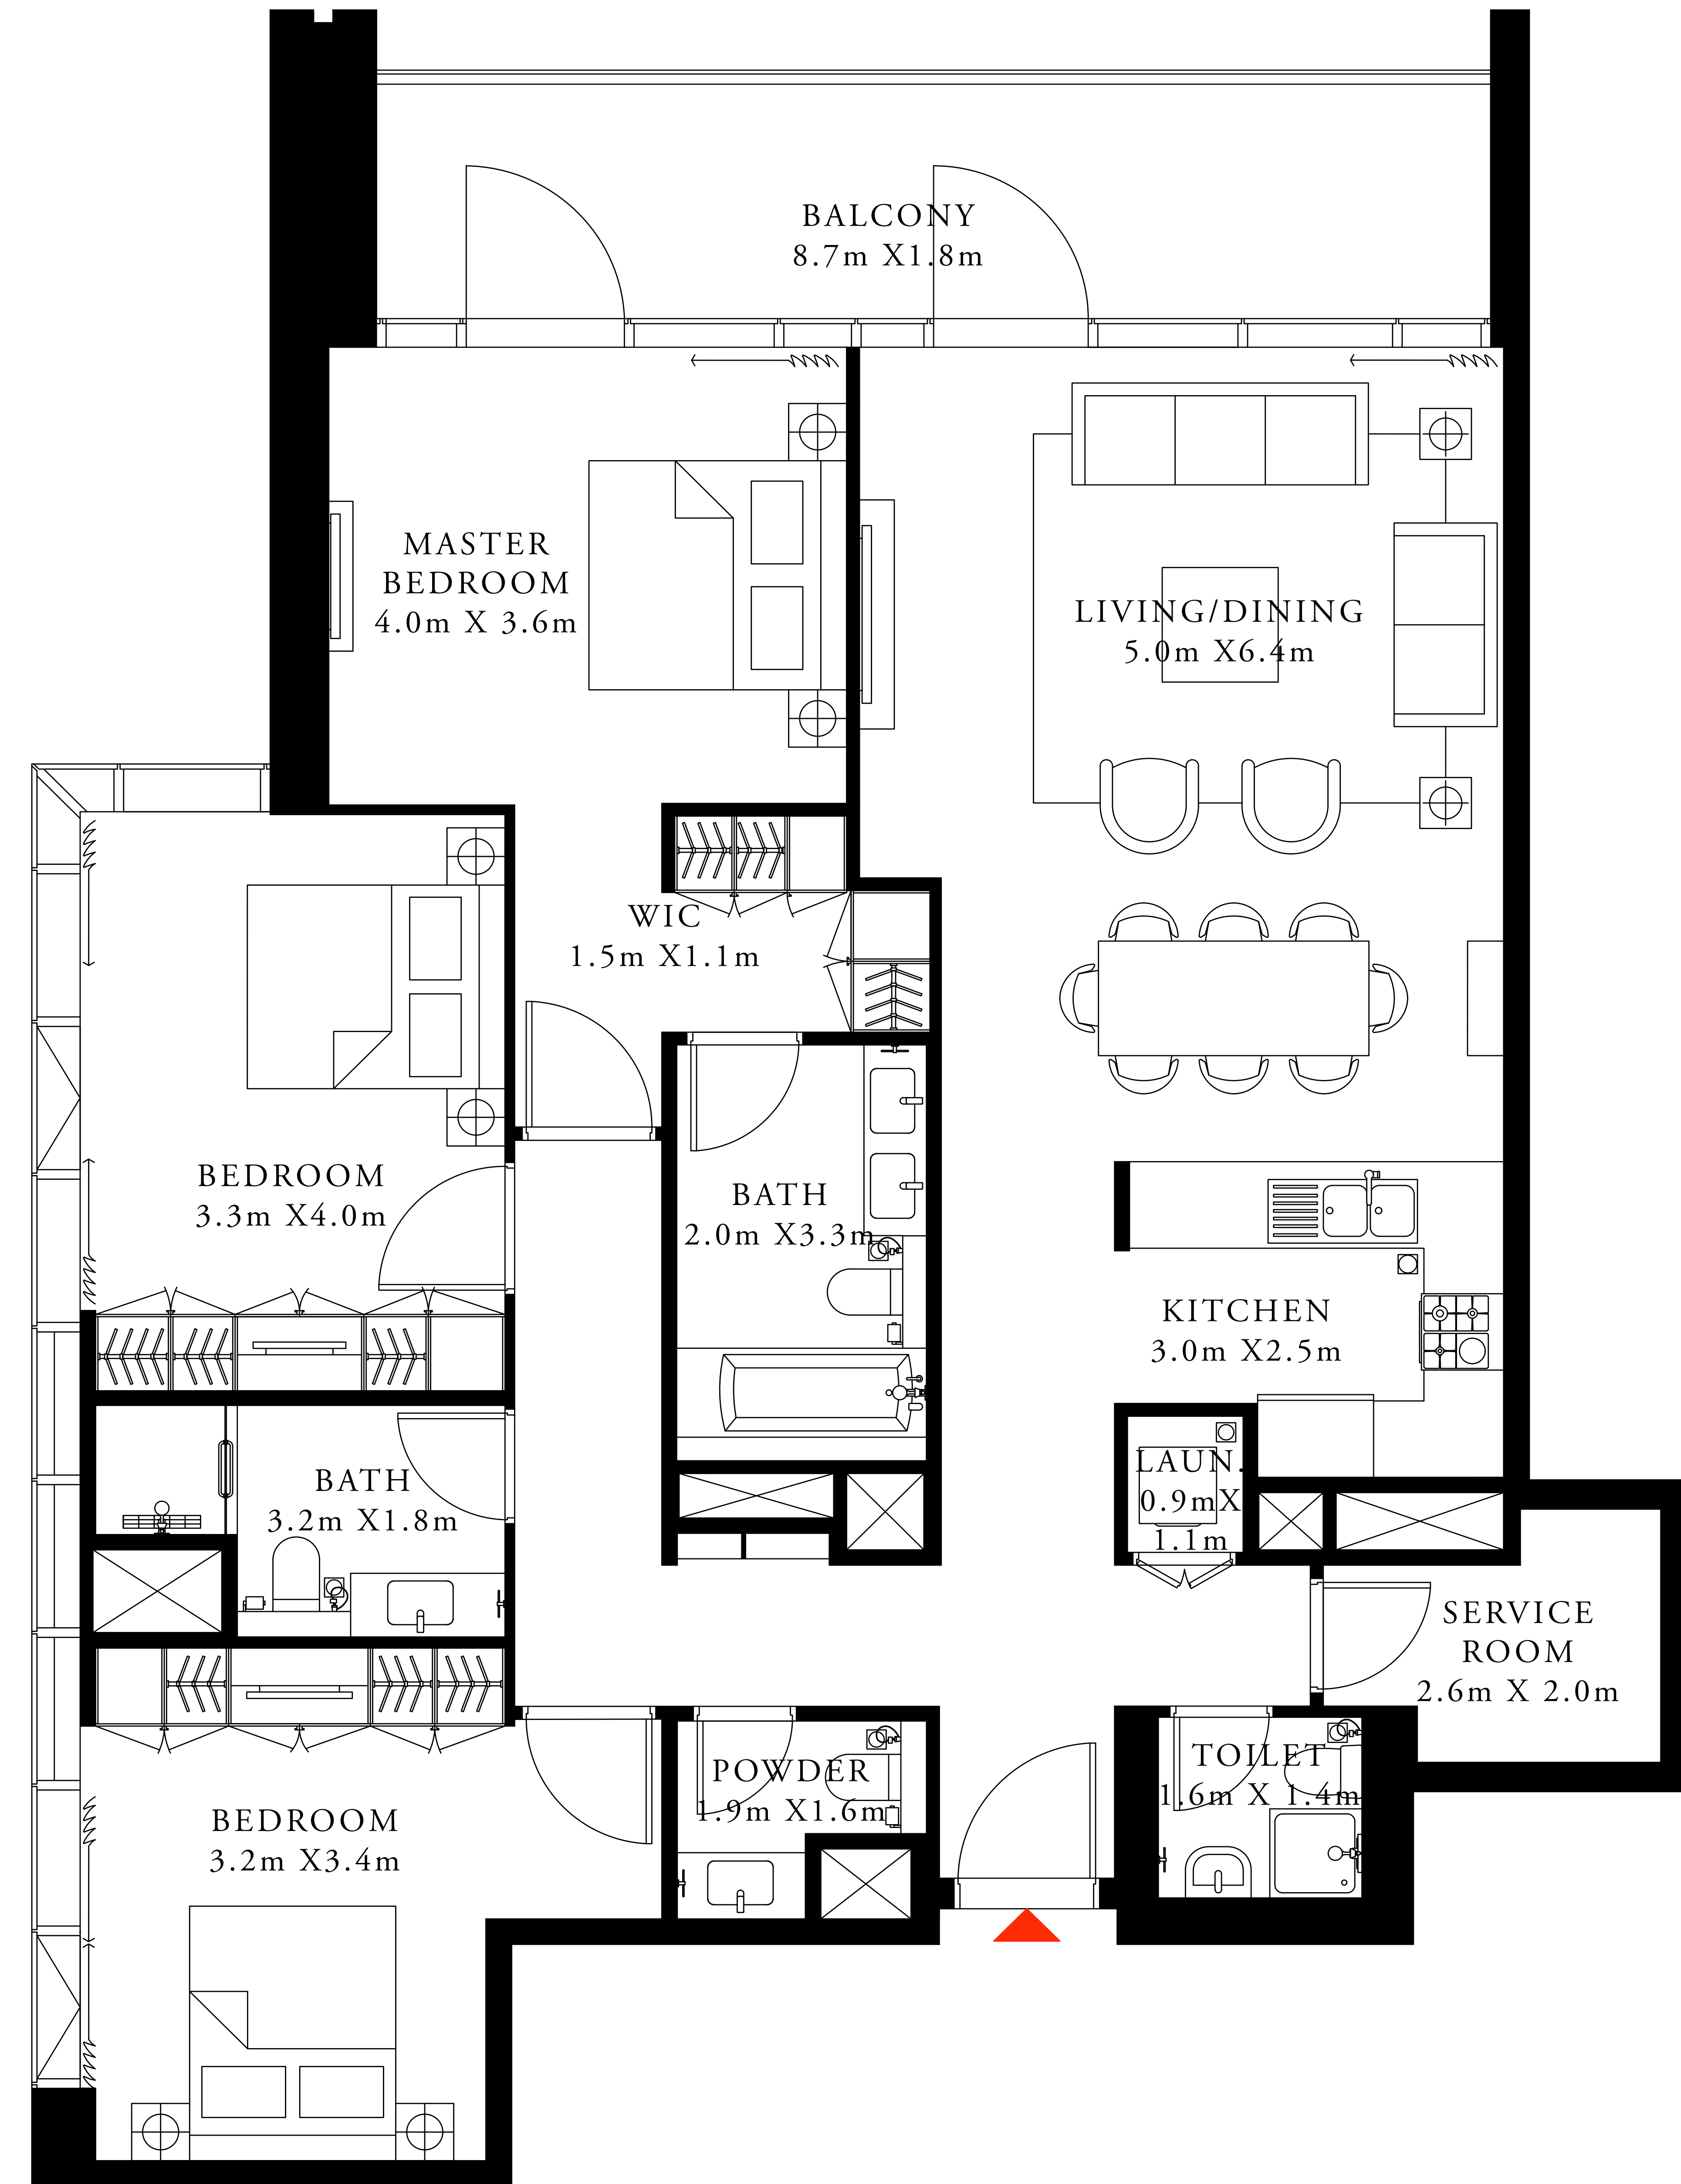 BALCONY
8.7m X1.8m
MASTER
BEDROOM
4.0m X 3.6m
LIVING/DINING
5.0m X6.4m
WIC
1.5m X1.1m
BEDROOM
3.3m X4.0m
BATH
2.0m X3.3m
KITCHEN
3.0m X2.5m
BATH
3.2m X1.8m
LAUN.
0.9mX
1.1m
SERVICE
ROOM
2.6m X 2.0m
POWDER
1.9m X1.6m
TOILET
1.6m X 1.4m
BEDROOM
3.2m X3.4m